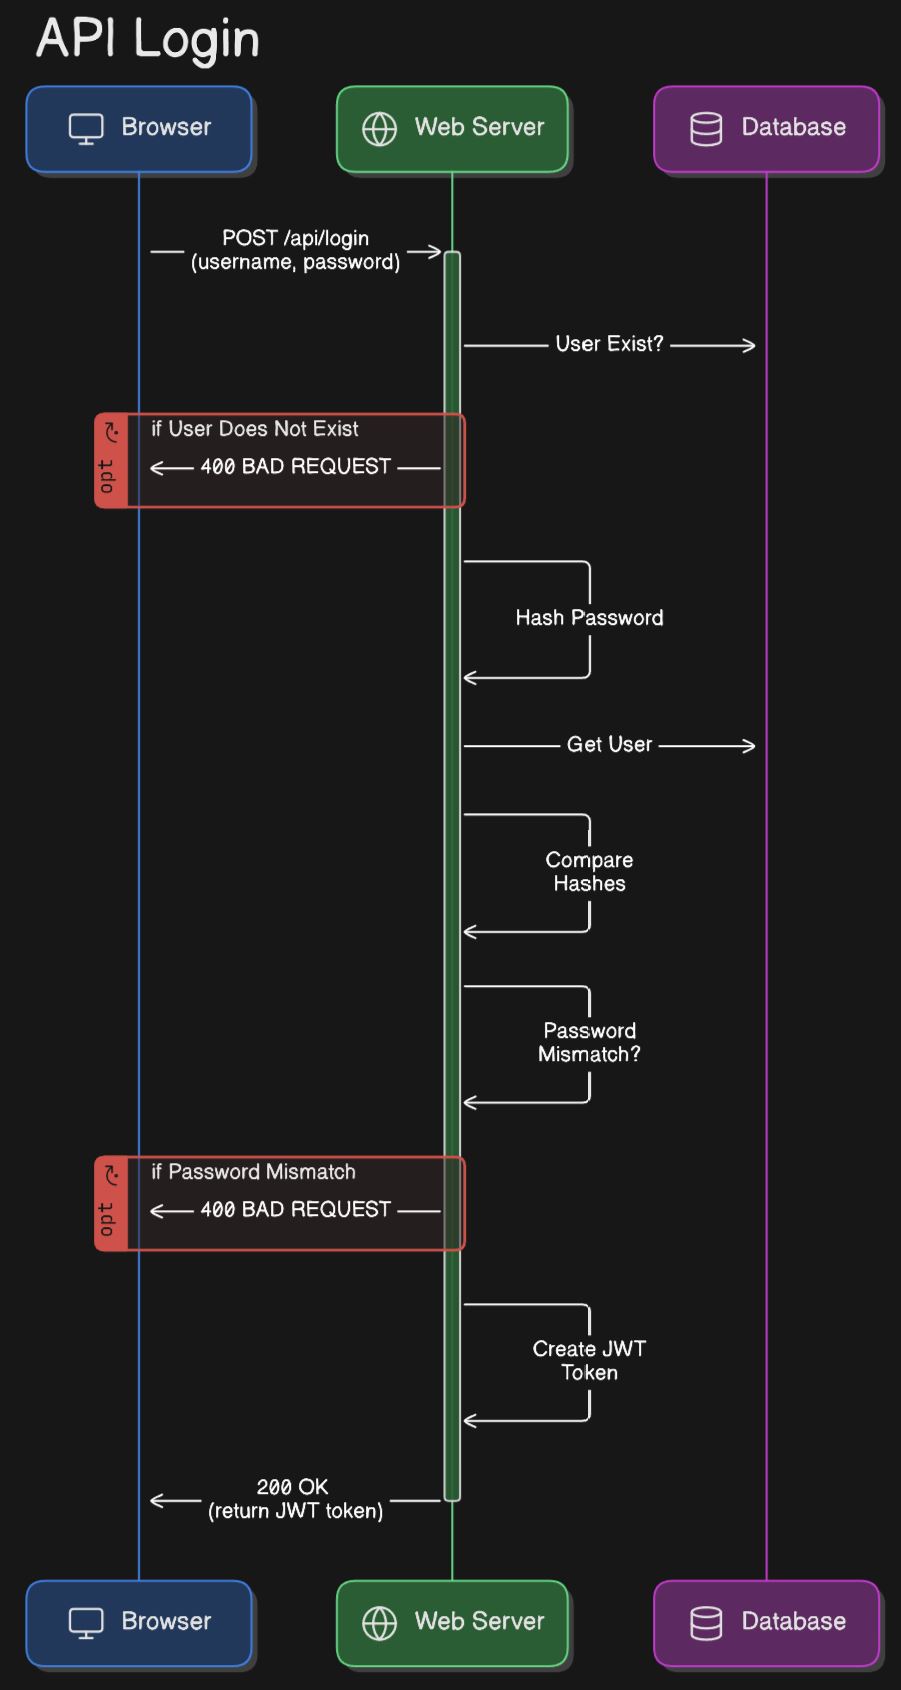 API Login
Browser
Web Server
Database
POST /api/login
(username, password)
User Exist?
opt
if User Does Not Exist
400 BAD REQUEST
Hash Password
Get User
Compare
Hashes
Password
Mismatch?
opt
if Password Mismatch
400 BAD REQUEST
Create JWT
Token
200 OK
(return JWT token)
Browser
Web Server
Database